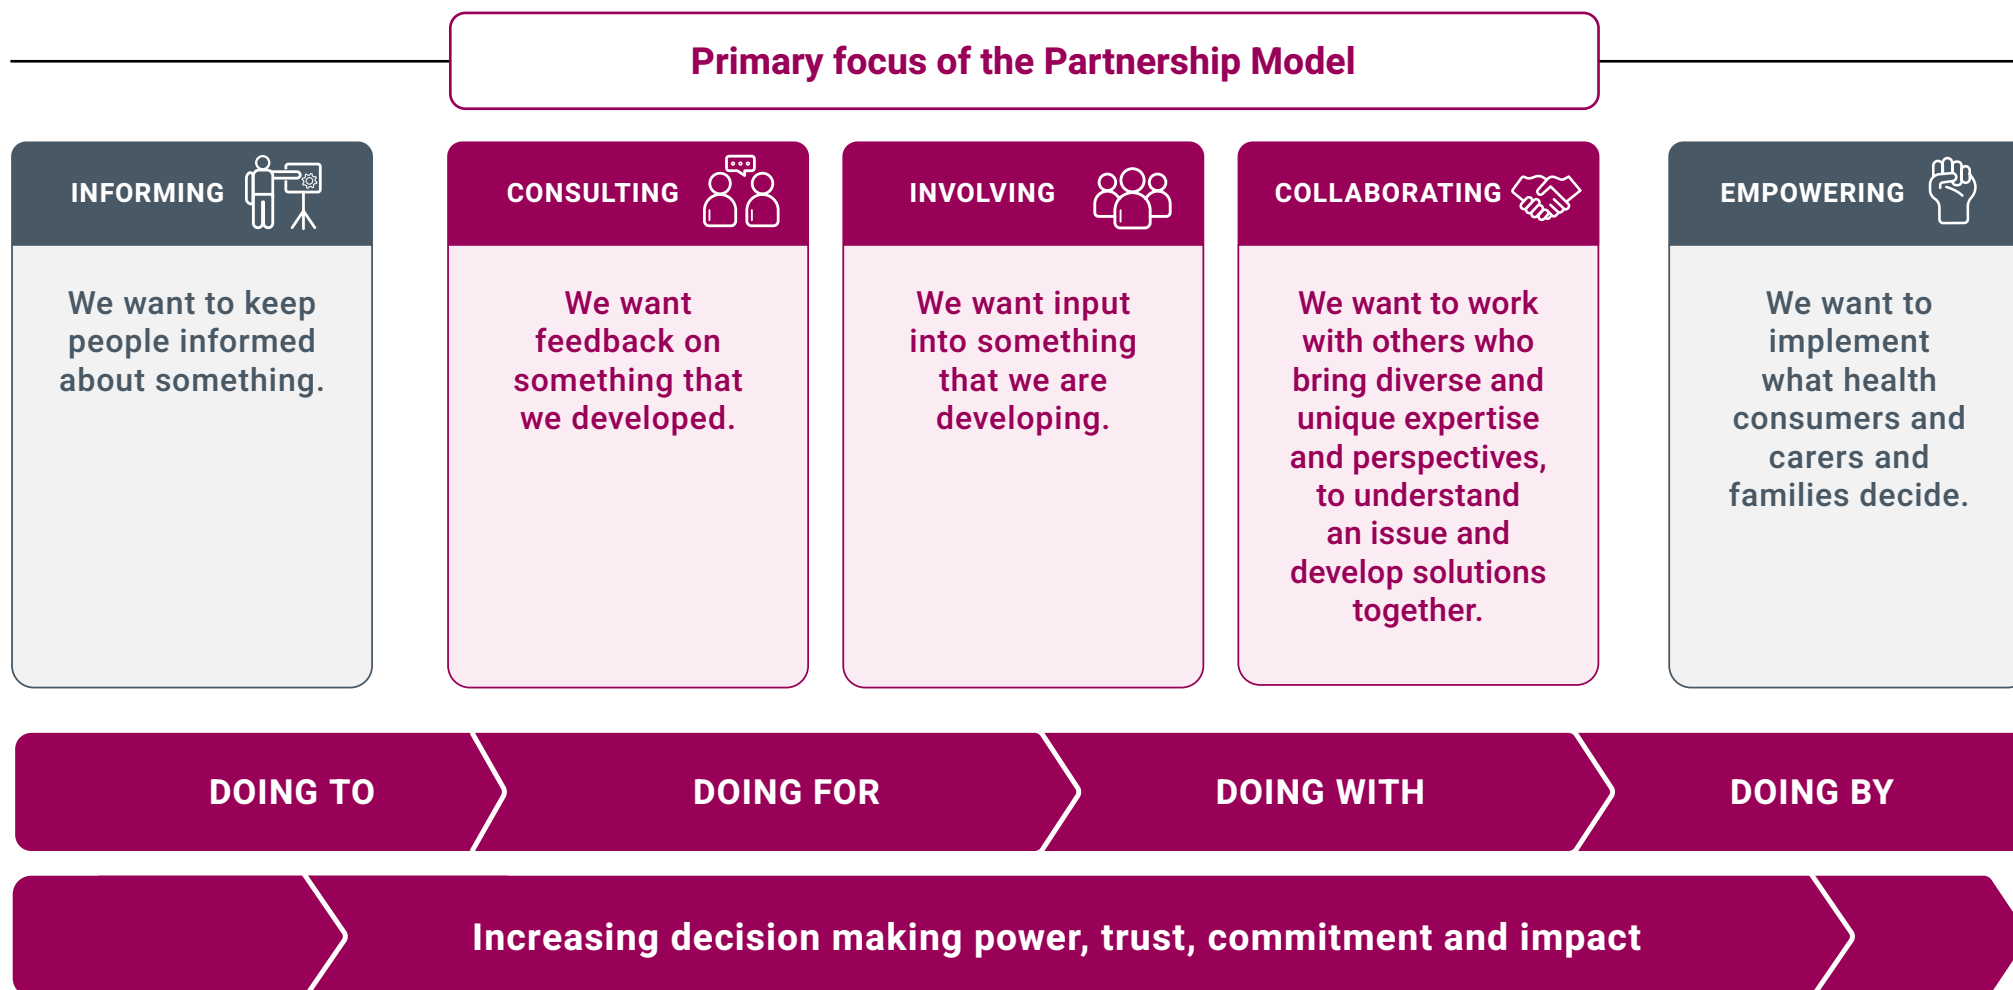 Primary focus of the Partnership Model
INFORMING
We want to keep
people informed
about something.
CONSULTING
We want
feedback on
something that
we developed.
INVOLVING
We want input
into something
that we are
developing.
COLLABORATING
We want to work
with others who
bring diverse and
unique expertise
and perspectives,
to understand
an issue and
develop solutions
together.
EMPOWERING
We want to
implement
what health
consumers and
carers and
families decide.
DOING TO
DOING FOR
DOING WITH
DOING BY
Increasing decision making power, trust, commitment and impact